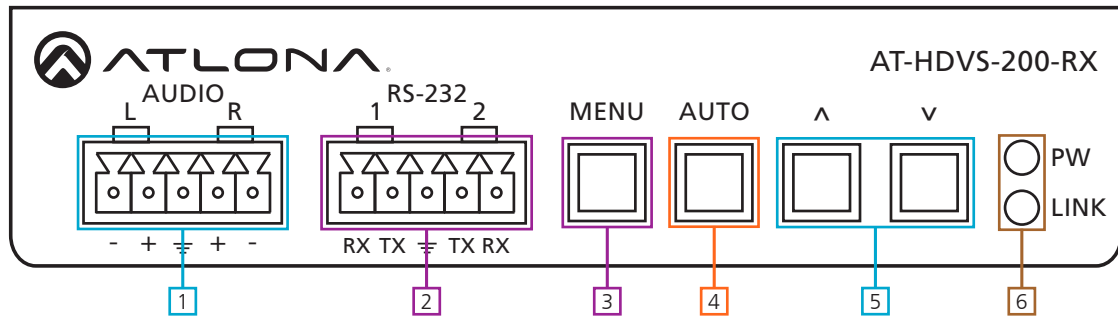 ATLONA®
AT-HDVS-200-RX
AUDIO
L R
RS-232
1 2
MENU
AUTO
∧ ∨
PW
LINK
- + ⏚ + -
RX TX ⏚ TX RX
1 2 3 4 5 6